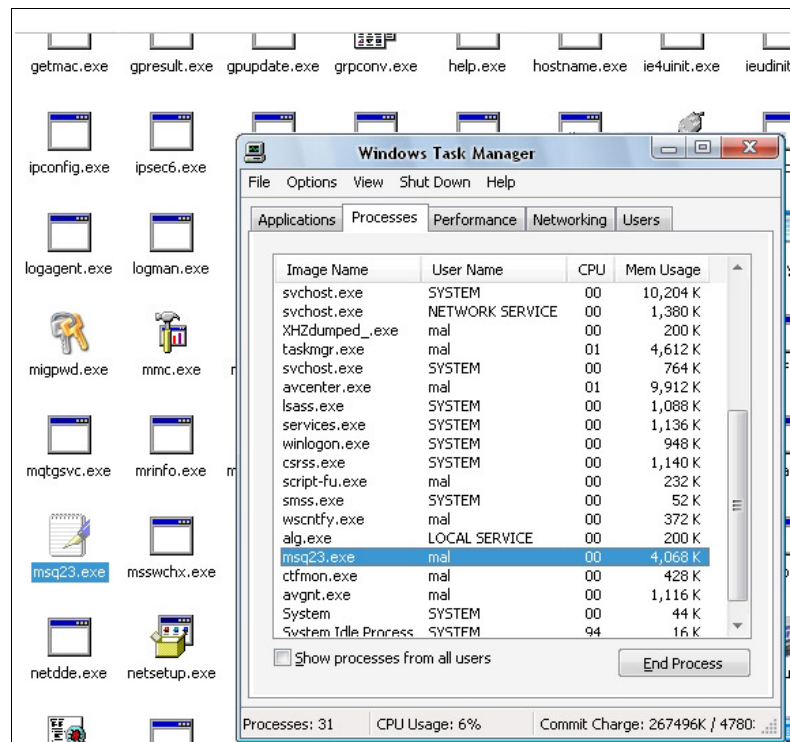 getmac.exe gpresult.exe gpupdate.exe grpconv.exe help.exe hostname.exe ie4uinit.exe
ipconfig.exe ipsec6.exe
Windows Task Manager
File Options View Shut Down Help
Applications Processes Performance Networking Users
logagent.exe logman.exe
Image Name User Name CPU Mem Usage
svchost.exe SYSTEM 00 10,204 K
svchost.exe NETWORK SERVICE 00 1,380 K
XHZdumped_.exe mal 00 200 K
taskmgr.exe mal 01 4,612 K
svchost.exe SYSTEM 00 764 K
migpwd.exe mmc.exe
avcenter.exe mal 01 9,912 K
lsass.exe SYSTEM 00 1,088 K
services.exe SYSTEM 00 1,136 K
winlogon.exe SYSTEM 00 948 K
csrss.exe SYSTEM 00 1,140 K
mqtgsvc.exe mrinfo.exe
script-fu.exe mal 00 232 K
smss.exe SYSTEM 00 52 K
wscntfy.exe mal 00 372 K
alg.exe LOCAL SERVICE 00 200 K
msq23.exe mal 00 4,068 K
msq23.exe msswchx.exe
ctfmon.exe mal 00 428 K
avgnt.exe mal 00 1,116 K
System SYSTEM 00 44 K
System Idle Process SYSTEM 94 16 K
Show processes from all users End Process
netdde.exe netsetup.exe
Processes: 31 CPU Usage: 6% Commit Charge: 267496K / 4780